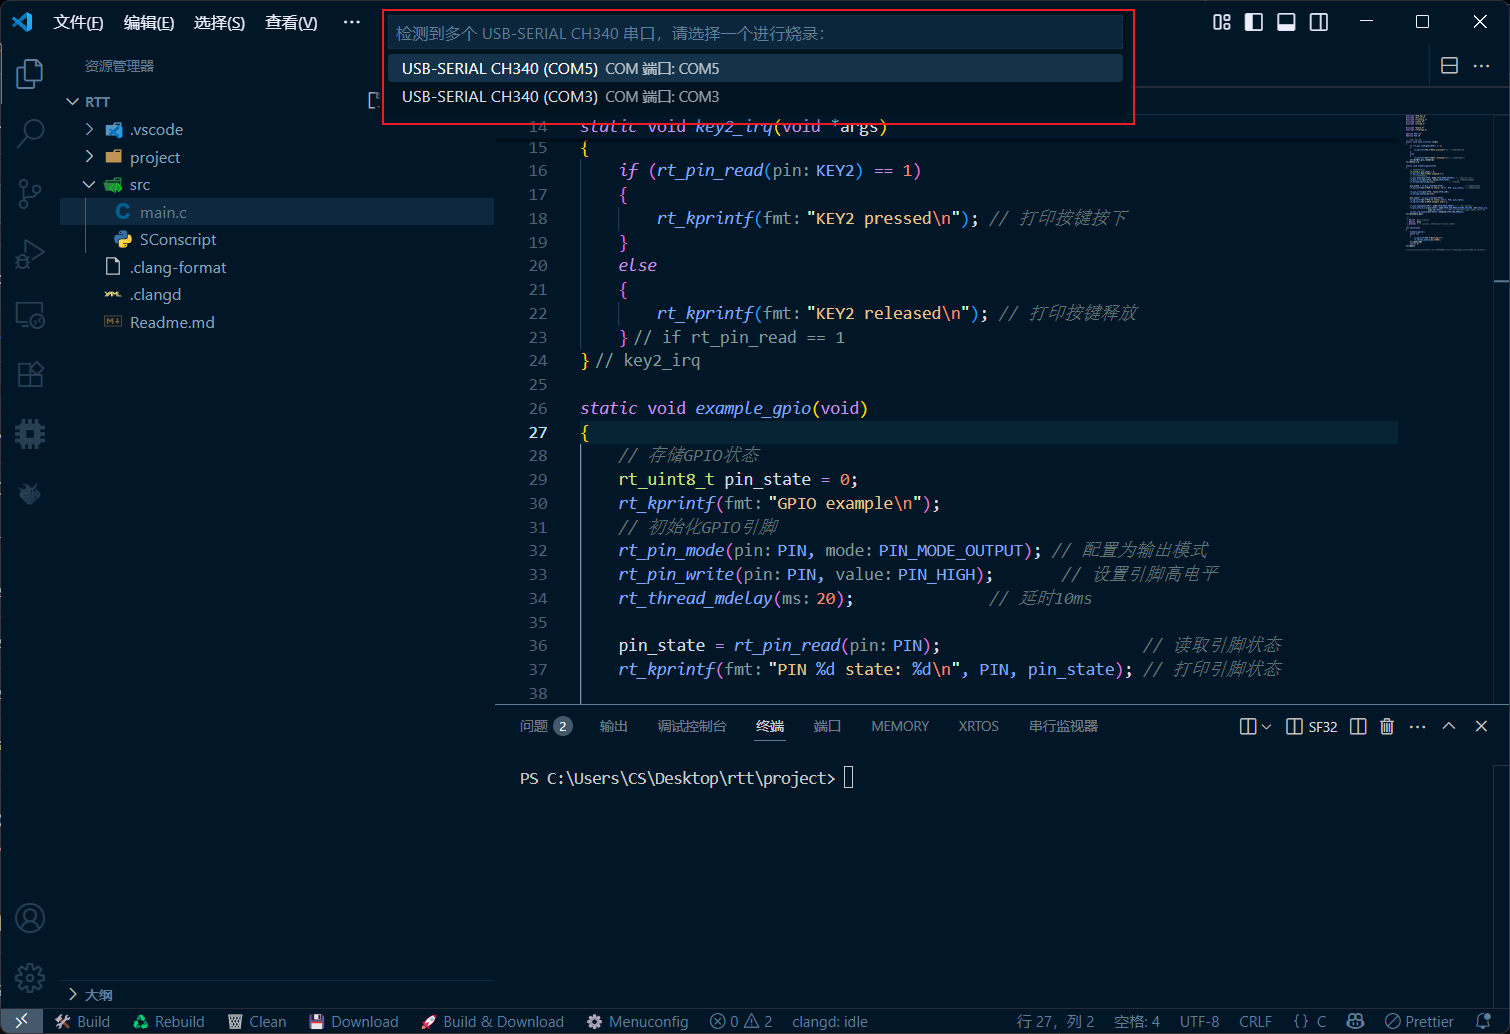 文件(F) 编辑(E) 选择(S) 查看(V) ···
检测到多个 USB-SERIAL CH340 串口，请选择一个进行烧录：
USB-SERIAL CH340 (COM5) COM 端口: COM5
USB-SERIAL CH340 (COM3) COM 端口: COM3
资源管理器
RTT
.vscode
project
src
main.c
SConscript
.clang-format
.clangd
Readme.md
大纲
14 static void key2_irq(void *args)
15 {
16 if (rt_pin_read(pin: KEY2) == 1)
17 {
18 rt_kprintf(fmt: "KEY2 pressed\n"); // 打印按键按下
19 }
20 else
21 {
22 rt_kprintf(fmt: "KEY2 released\n"); // 打印按键释放
23 } // if rt_pin_read == 1
24 } // key2_irq
25
26 static void example_gpio(void)
27 {
28 // 存储GPIO状态
29 rt_uint8_t pin_state = 0;
30 rt_kprintf(fmt: "GPIO example\n");
31 // 初始化GPIO引脚
32 rt_pin_mode(pin: PIN, mode: PIN_MODE_OUTPUT); // 配置为输出模式
33 rt_pin_write(pin: PIN, value: PIN_HIGH); // 设置引脚高电平
34 rt_thread_mdelay(ms: 20); // 延时10ms
35
36 pin_state = rt_pin_read(pin: PIN); // 读取引脚状态
37 rt_kprintf(fmt: "PIN %d state: %d\n", PIN, pin_state); // 打印引脚状态
38
问题 2 输出 调试控制台 终端 端口 MEMORY XRTOS 串行监视器 SF32 ···
PS C:\Users\CS\Desktop\rtt\project>
Build Rebuild Clean Download Build & Download Menuconfig 0 2 clangd: idle 行 27，列 2 空格: 4 UTF-8 CRLF {} C Prettier